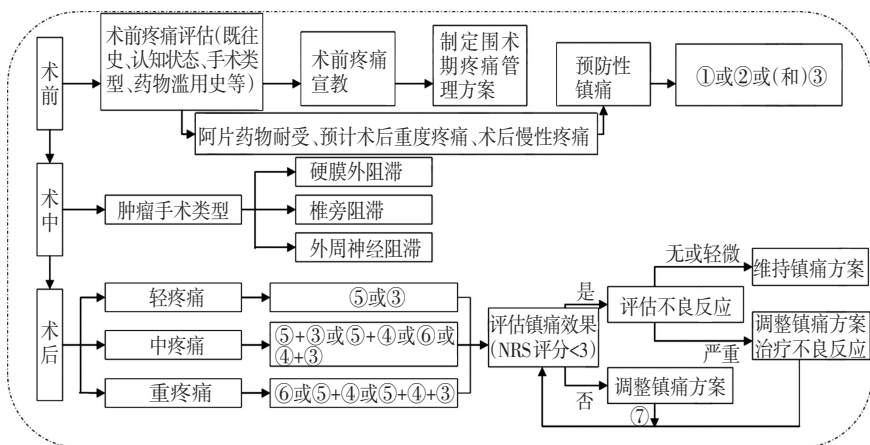 术前
术前疼痛评估(既往
史、认知状态、手术类
型、药物滥用史等)
术前疼痛
宣教
制定围术
期疼痛管
理方案
预防性
镇痛
①或②或(和)③
阿片药物耐受、预计术后重度疼痛、术后慢性疼痛
术中
肿瘤手术类型
硬膜外阻滞
椎旁阻滞
外周神经阻滞
术后
轻疼痛
⑤或③
中疼痛
⑤+③或⑤+④或⑥或
④+③
重疼痛
⑥或⑤+④或⑤+④+③
评估镇痛效果
(NRS评分<3)
是
评估不良反应
无或轻微
维持镇痛方案
严重
调整镇痛方案
治疗不良反应
否
调整镇痛方案
⑦